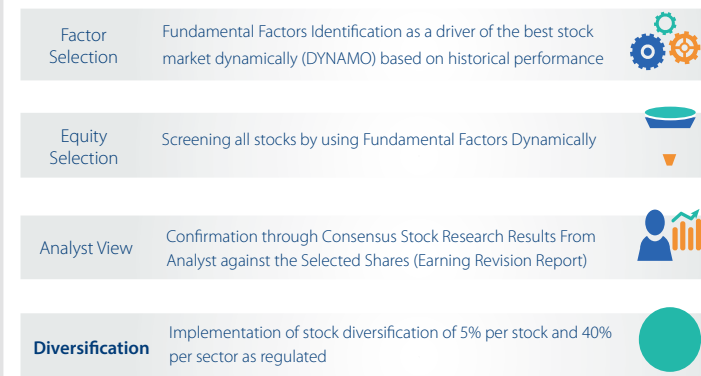 Factor
Selection
Fundamental Factors Identification as a driver of the best stock
market dynamically (DYNAMO) based on historical performance
Equity
Selection
Screening all stocks by using Fundamental Factors Dynamically
Analyst View
Confirmation through Consensus Stock Research Results From
Analyst against the Selected Shares (Earning Revision Report)
Diversification
Implementation of stock diversification of 5% per stock and 40%
per sector as regulated